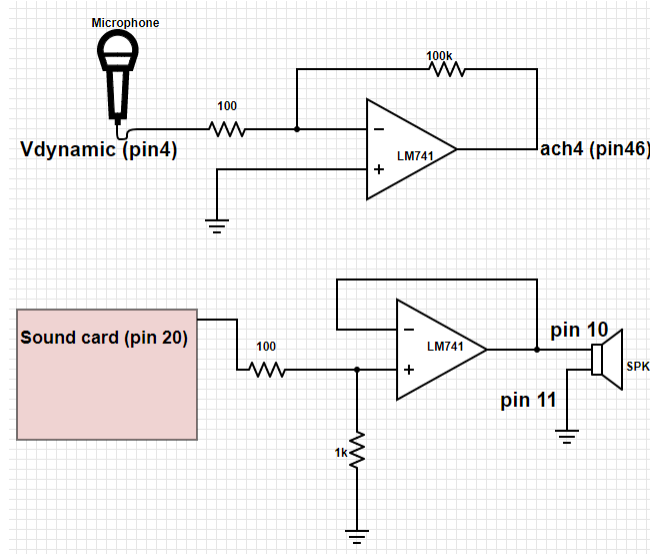 Microphone
100k
100
Vdynamic (pin4)
−
LM741
+
ach4 (pin46)
Sound card (pin 20)
100
−
LM741
+
pin 10
SPK
pin 11
1k